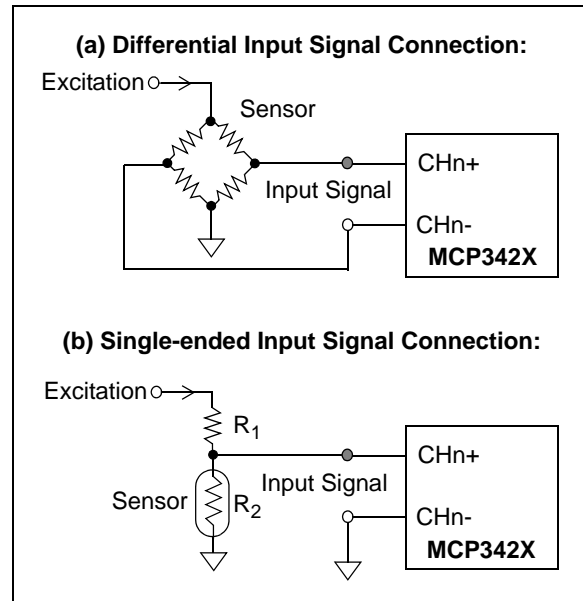 (a) Differential Input Signal Connection:
Excitation
Sensor
CHn+
Input Signal
CHn-
MCP342X
(b) Single-ended Input Signal Connection:
Excitation
R1
CHn+
Input Signal
Sensor
R2
CHn-
MCP342X